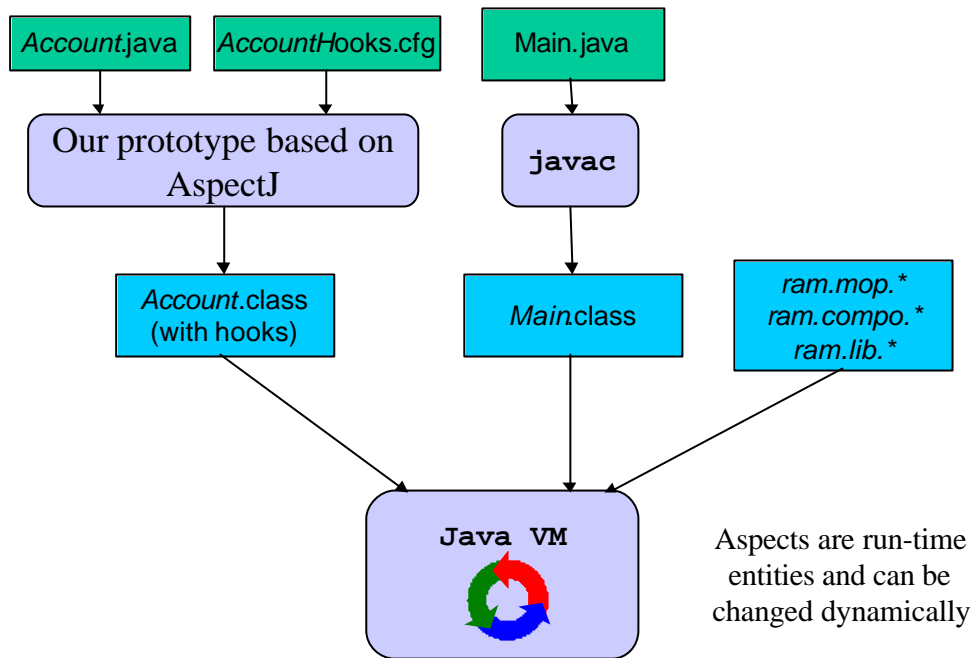 Account.java
AccountHooks.cfg
Main.java
Our prototype based on
AspectJ
javac
Account.class
(with hooks)
Main.class
ram.mop.*
ram.compo.*
ram.lib.*
Java VM
Aspects are run-time
entities and can be
changed dynamically